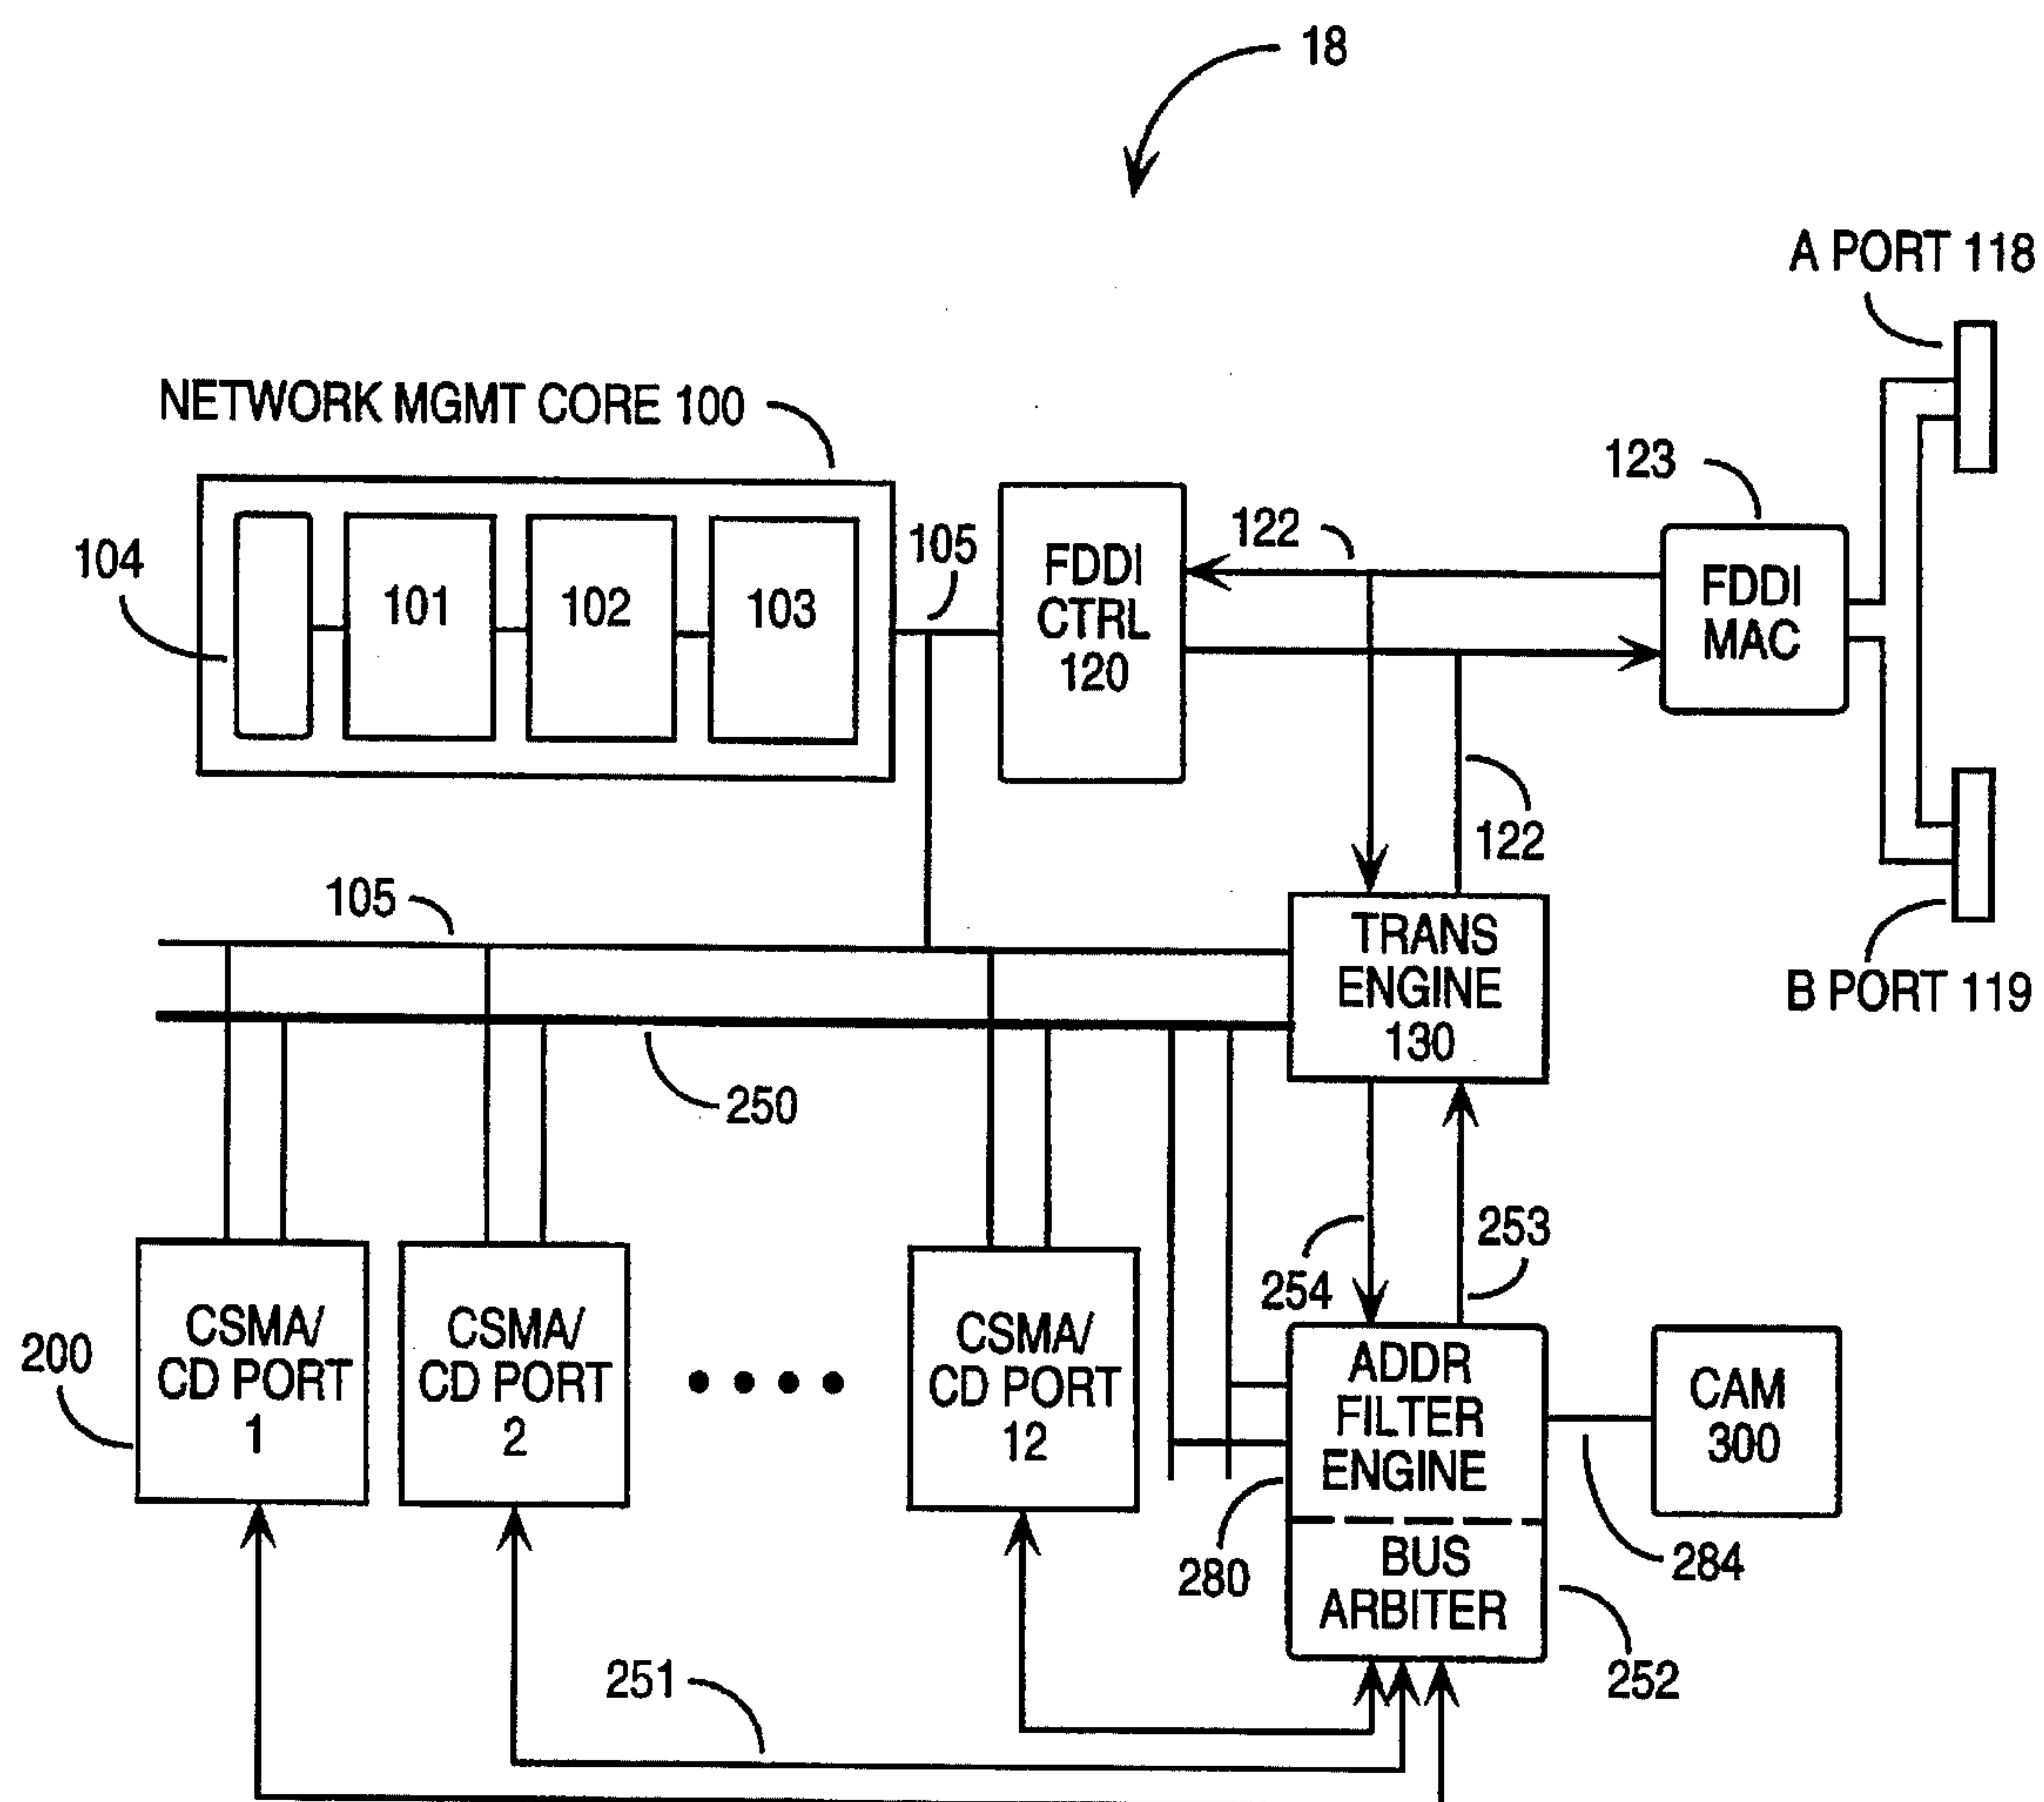 18
A PORT 118
NETWORK MGMT CORE 100
123
104
101
102
103
105
FDDI
CTRL
120
122
FDDI
MAC
122
105
TRANS
ENGINE
130
B PORT 119
250
254
253
200
CSMA/
CD PORT
1
CSMA/
CD PORT
2
CSMA/
CD PORT
12
ADDR
FILTER
ENGINE
CAM
300
280
BUS
ARBITER
284
251
252